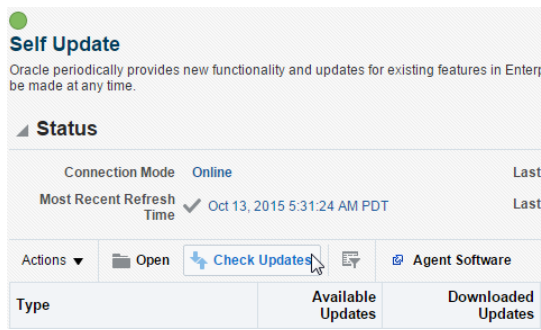 Self Update
Oracle periodically provides new functionality and updates for existing features in Enterp
be made at any time.
Status
Connection Mode Online Last
Most Recent Refresh Time Oct 13, 2015 5:31:24 AM PDT Last
Actions Open Check Updates Agent Software
Type Available Updates Downloaded Updates